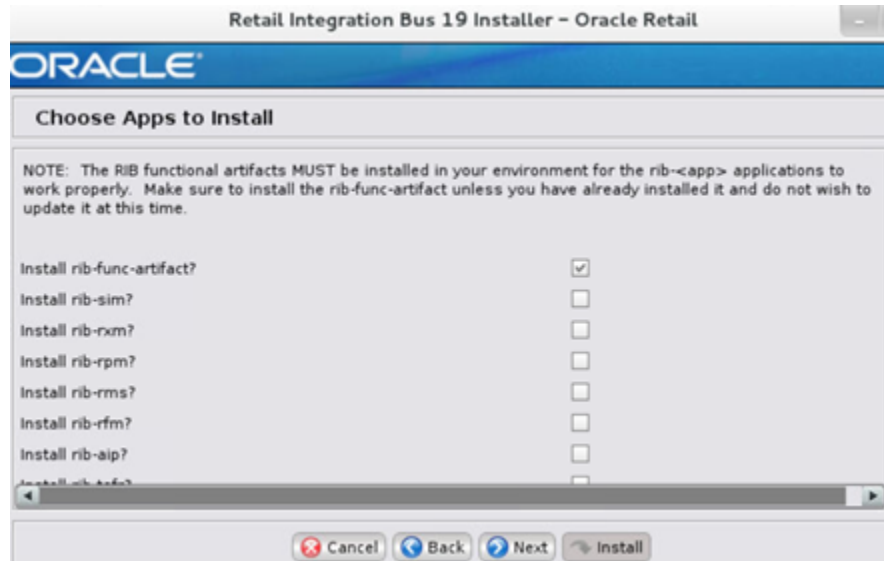 Retail Integration Bus 19 Installer – Oracle Retail
ORACLE
Choose Apps to Install
NOTE: The RIB functional artifacts MUST be installed in your environment for the rib-<app> applications to
work properly. Make sure to install the rib-func-artifact unless you have already installed it and do not wish to
update it at this time.
Install rib-func-artifact?
Install rib-sim?
Install rib-rxm?
Install rib-rpm?
Install rib-rms?
Install rib-rfm?
Install rib-aip?
Cancel Back Next Install